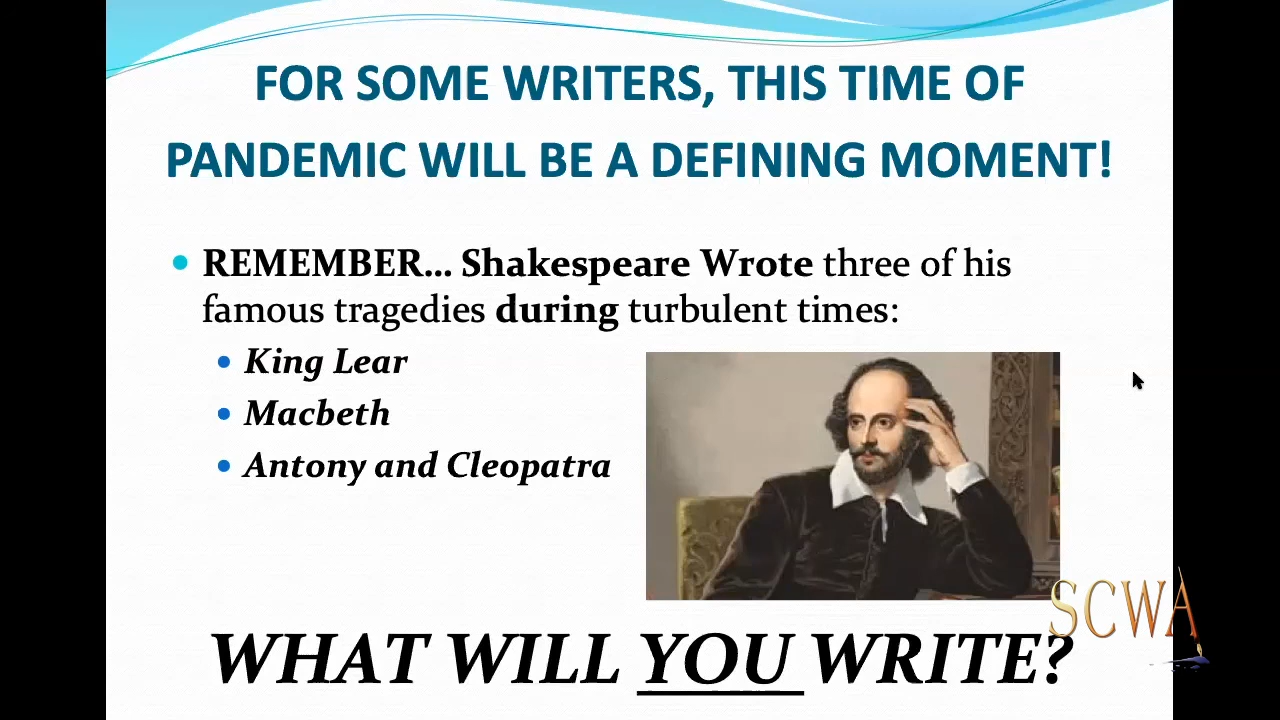 FOR SOME WRITERS, THIS TIME OF
PANDEMIC WILL BE A DEFINING MOMENT!
REMEMBER... Shakespeare Wrote three of his
famous tragedies during turbulent times:
King Lear
Macbeth
Antony and Cleopatra
SCWA
WHAT WILL YOU WRITE?